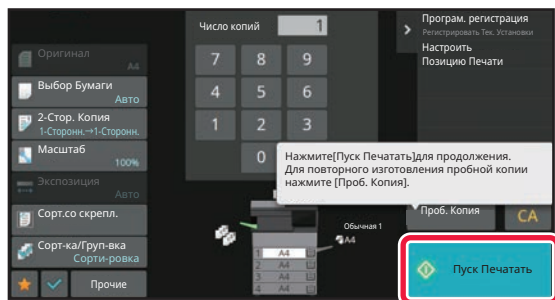 Число копий
1
Програм. регистрация
Регистрировать Тек. Установки
Настроить
Позицию Печати
Оригинал
A4
Выбор Бумаги
Авто
2-Стор. Копия
1-Сторонн.→1-Сторонн.
Масштаб
100%
Экспозиция
Авто
Сорт.со скрепл.
Сорт-ка/Груп-вка
Сорти-ровка
Прочие
7 8 9
4 5 6
1 2 3
0
Нажмите[Пуск Печатать]для продолжения.
Для повторного изготовления пробной копии
нажмите [Проб. Копия].
Обычная 1
A4
1 A4
2 A4
3 A4
4 A4
Проб. Копия
CA
Пуск Печатать